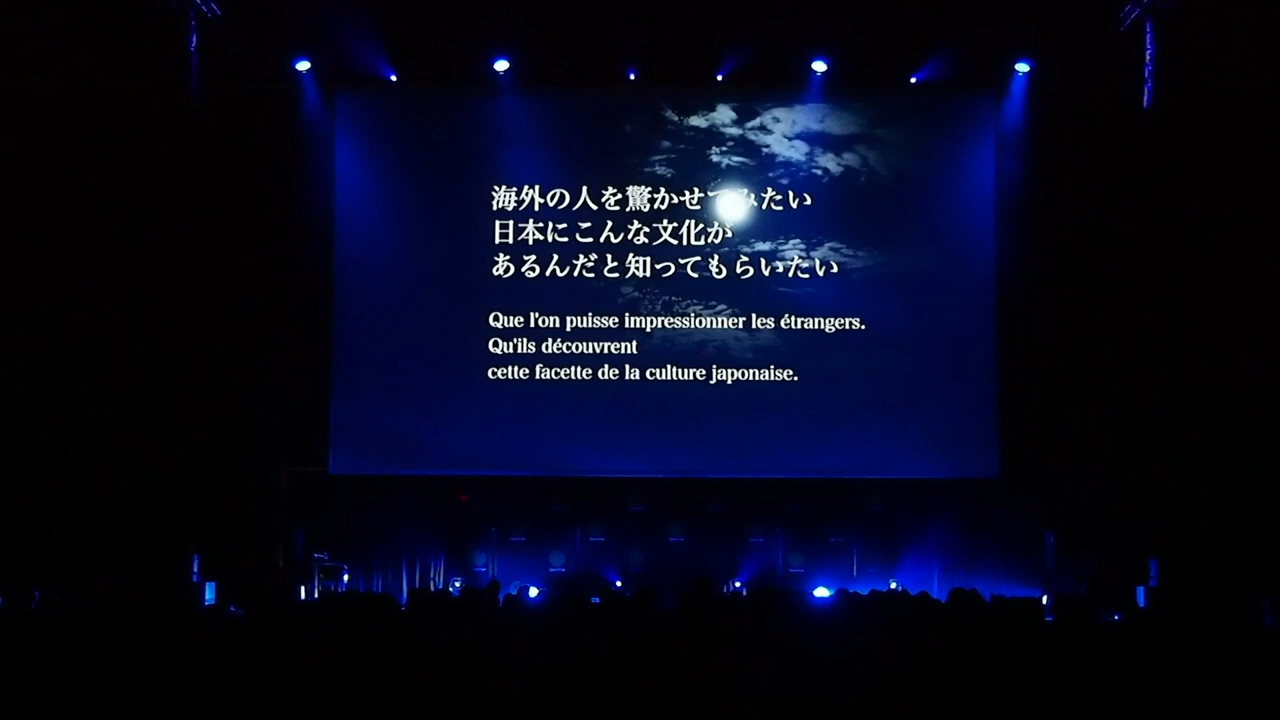 海外の人を驚かせてみたい
日本にこんな文化が
あるんだと知ってもらいたい
Que l'on puisse impressionner les étrangers.
Qu'ils découvrent
cette facette de la culture japonaise.